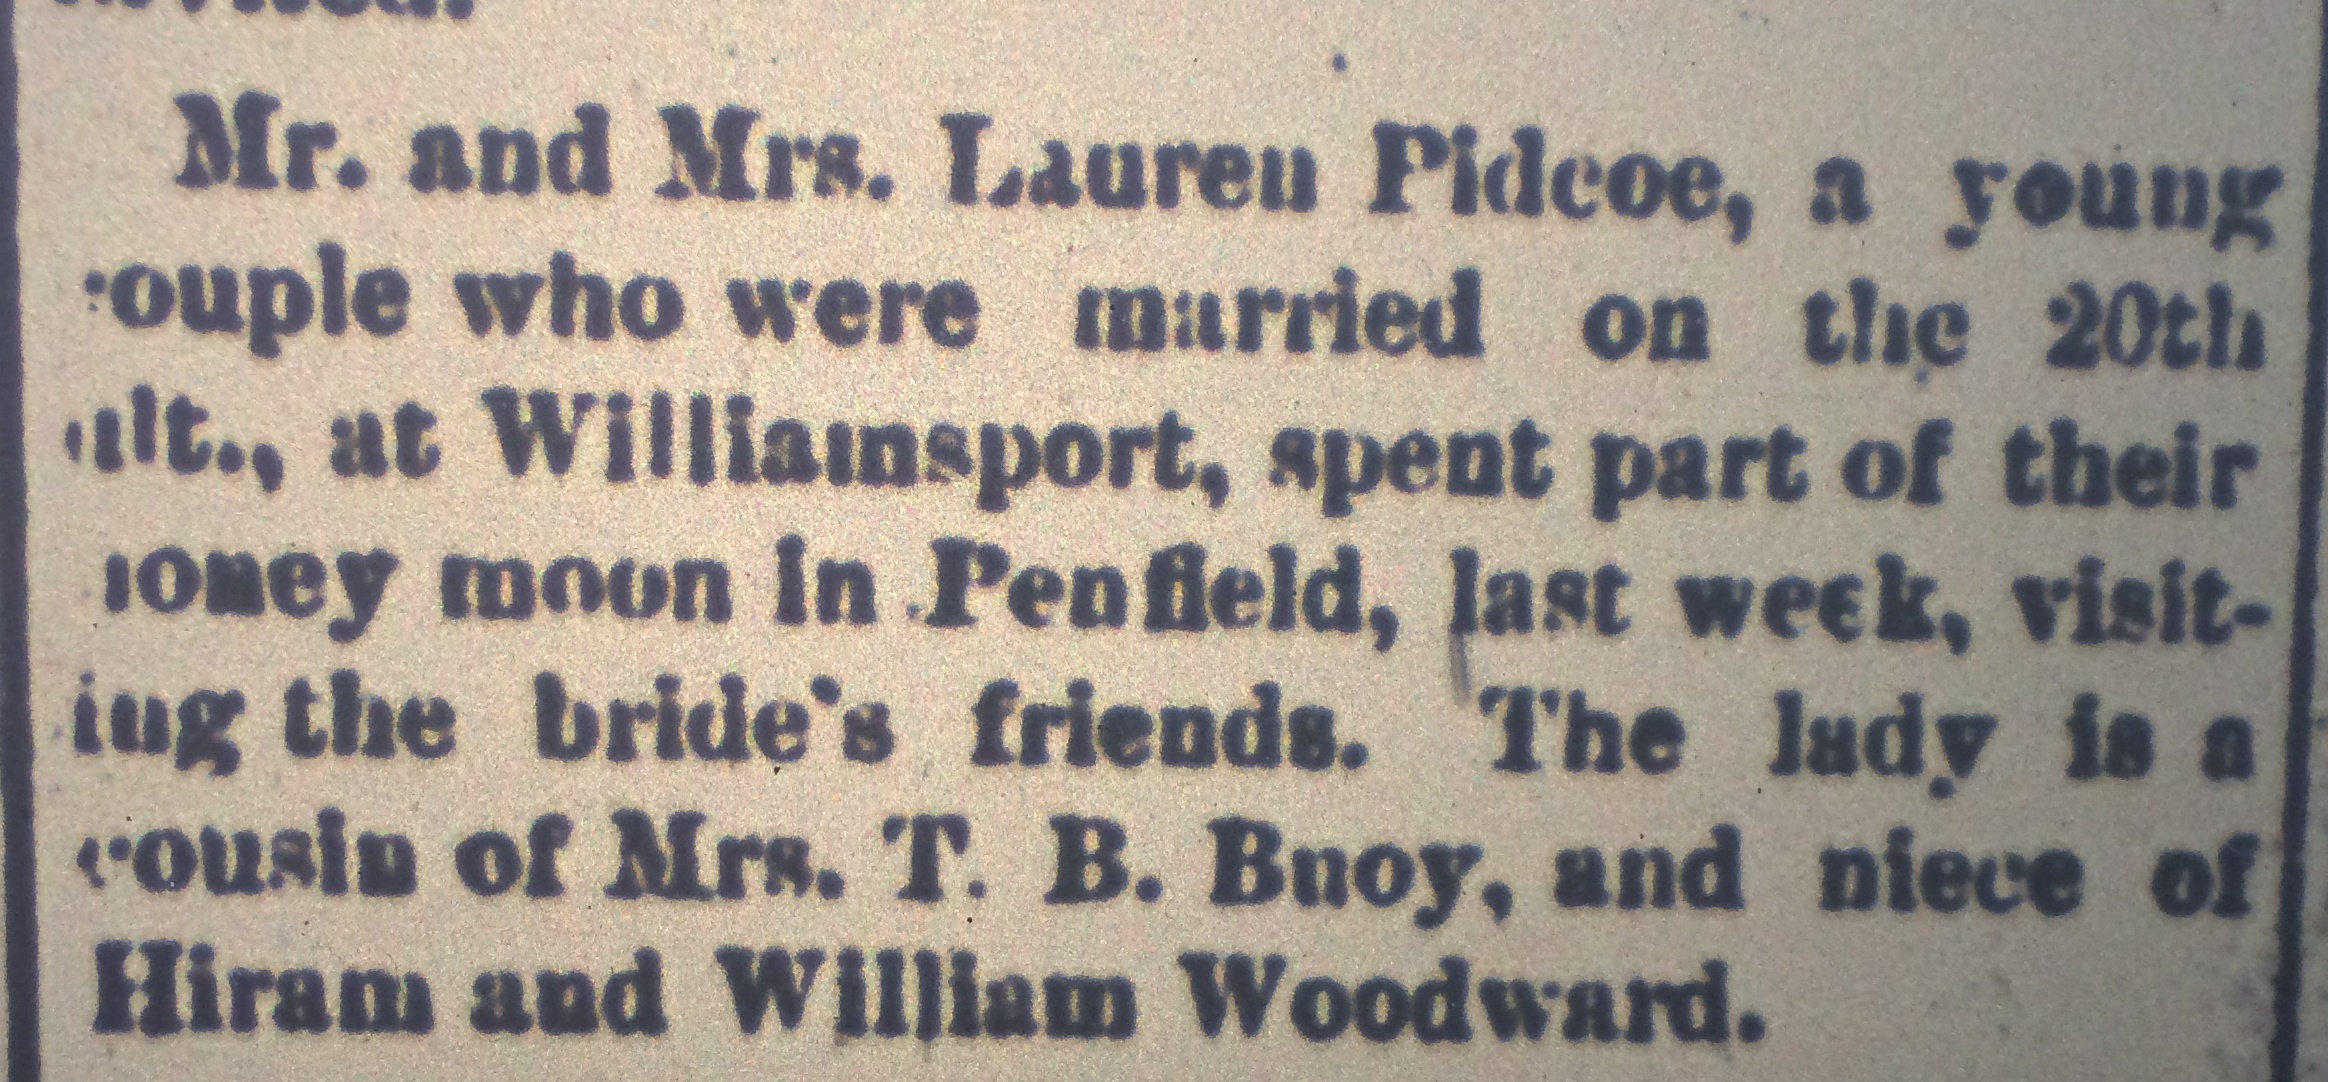 Mr. and Mrs. Lauren Pidcoe, a young
couple who were married on the 20th
ult., at Williamsport, spent part of their
honey moon in Penfield, last week, visit-
ing the bride's friends. The lady is a
cousin of Mrs. T. B. Buoy, and niece of
Hiram and William Woodward.